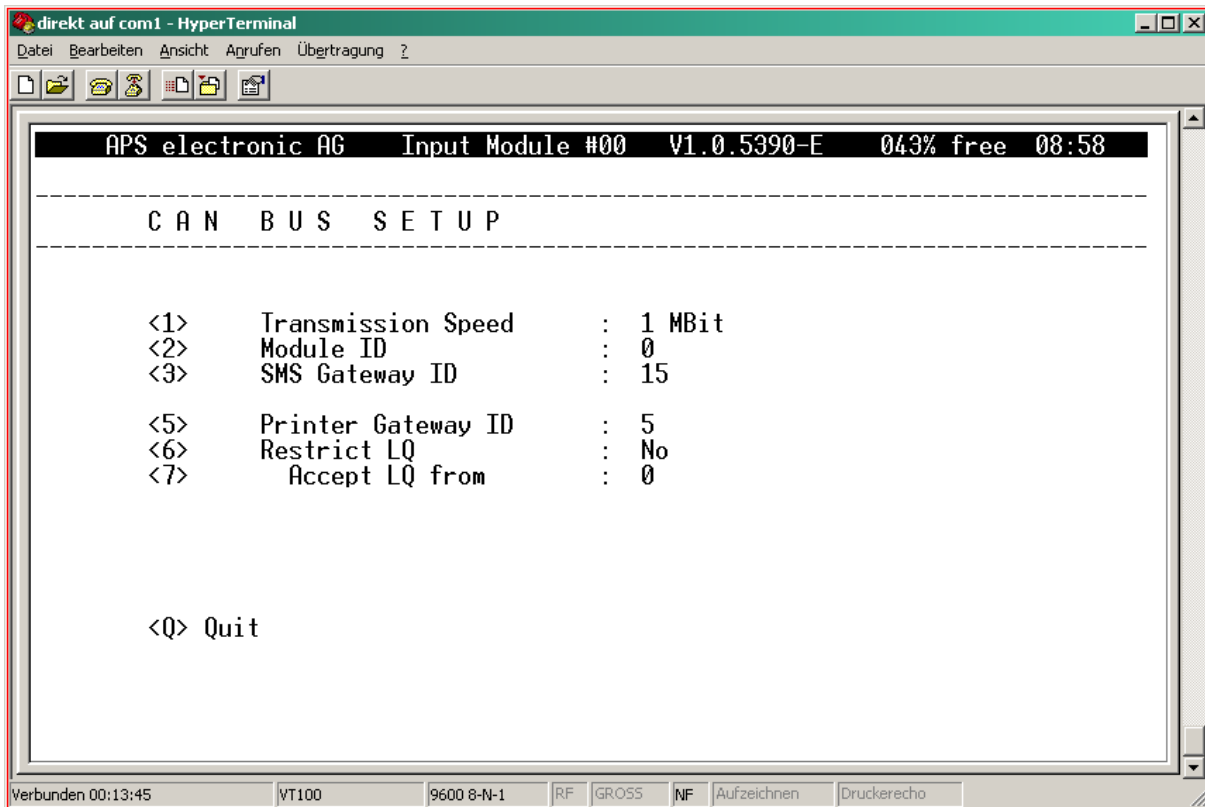 direkt auf com1 - HyperTerminal
Datei Bearbeiten Ansicht Anrufen Übertragung ?
APS electronic AG Input Module #00 V1.0.5390-E 043% free 08:58
C A N B U S S E T U P
<1> Transmission Speed : 1 MBit
<2> Module ID : 0
<3> SMS Gateway ID : 15
<5> Printer Gateway ID : 5
<6> Restrict LQ : No
<7> Accept LQ from : 0
<Q> Quit
Verbunden 00:13:45 VT100 9600 8-N-1 RF GROSS NF Aufzeichnen Druckerecho